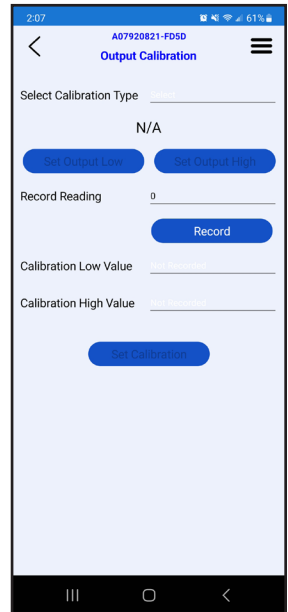 2:07 61%
A07920821-FD5D
Output Calibration
Select Calibration Type Select
N/A
Set Output Low Set Output High
Record Reading 0
Record
Calibration Low Value Not Recorded
Calibration High Value Not Recorded
Set Calibration